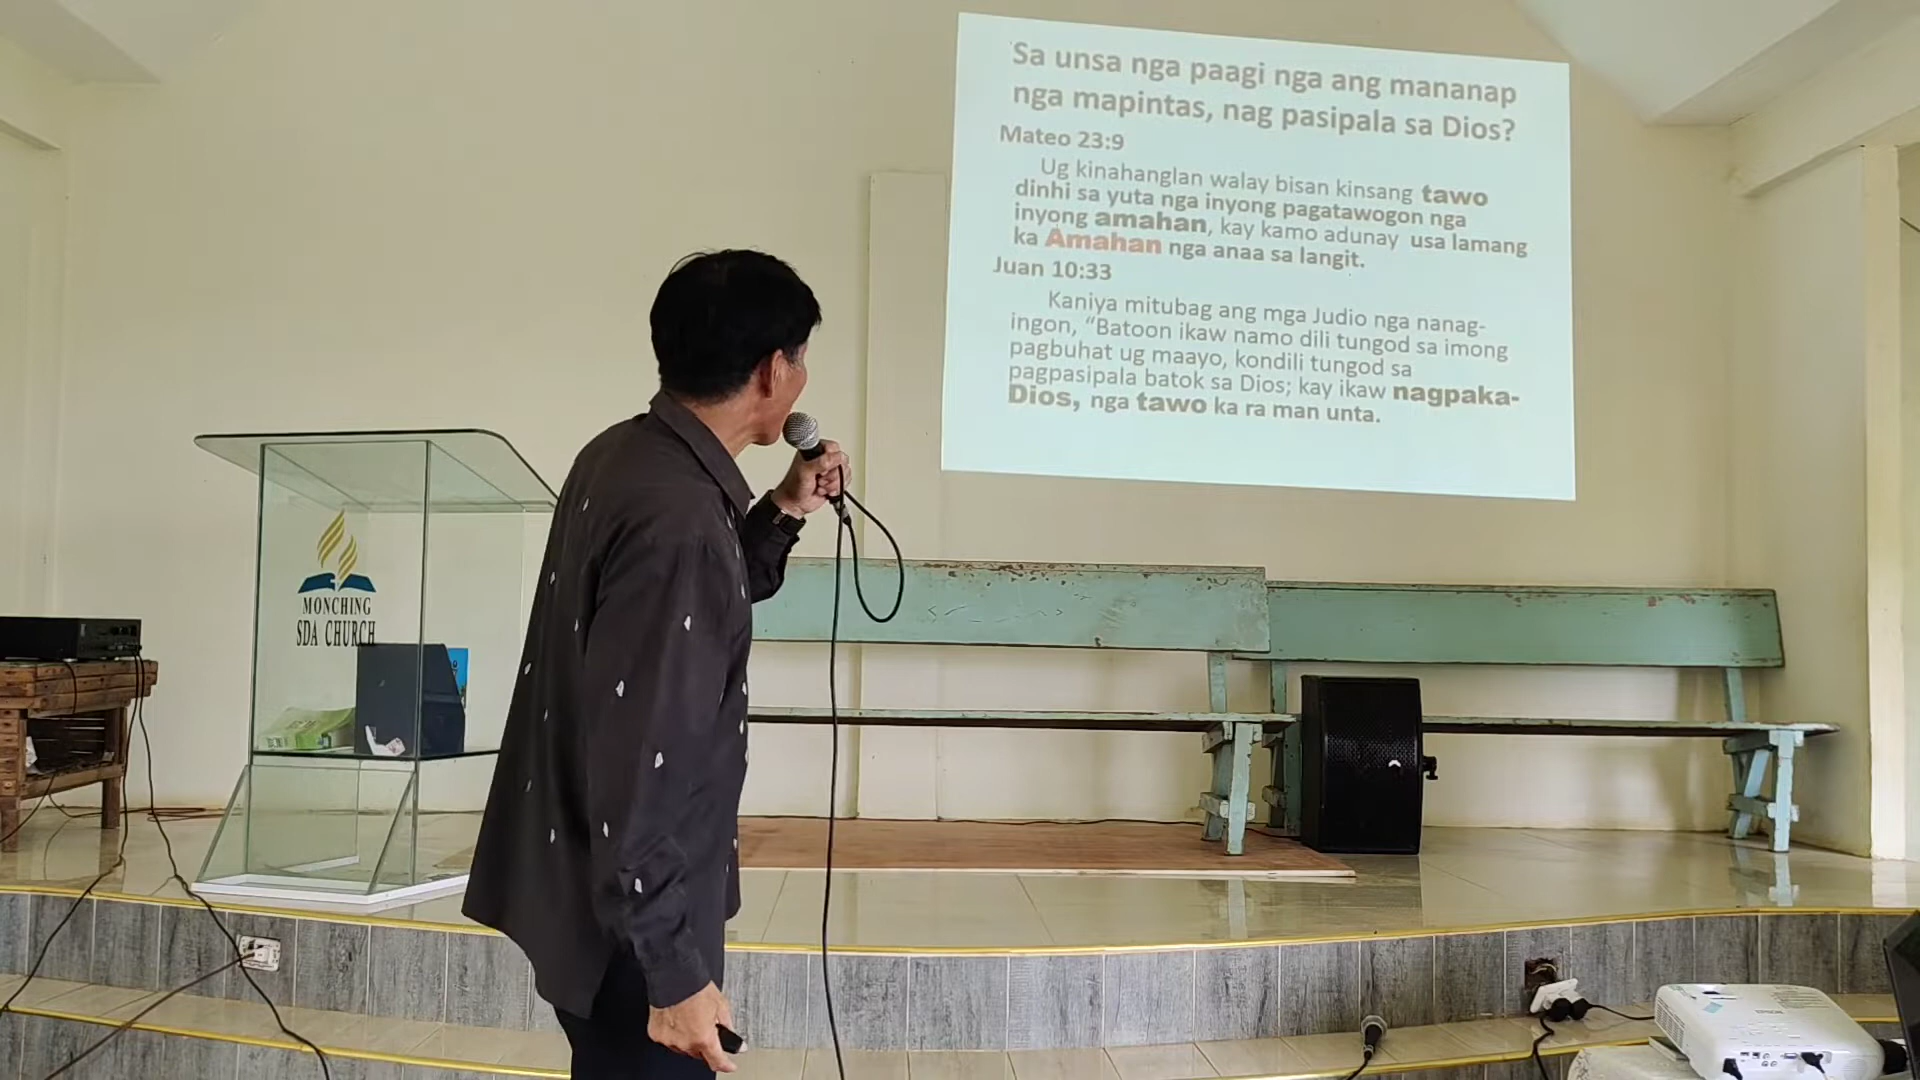 Sa unsa nga paagi nga ang mananap
nga mapintas, nag pasipala sa Dios?
Mateo 23:9
Ug kinahanglan walay bisan kinsang tawo
dinhi sa yuta nga inyong pagatawogon nga
inyong amahan, kay kamo adunay usa lamang
ka Amahan nga anaa sa langit.
Juan 10:33
Kaniya mitubag ang mga Judio nga nanag-
ingon, “Batoon ikaw namo dili tungod sa imong
pagbuhat ug maayo, kondili tungod sa
pagpasipala batok sa Dios; kay ikaw nagpaka-
Dios, nga tawo ka ra man unta.
MONCHING
SDA CHURCH